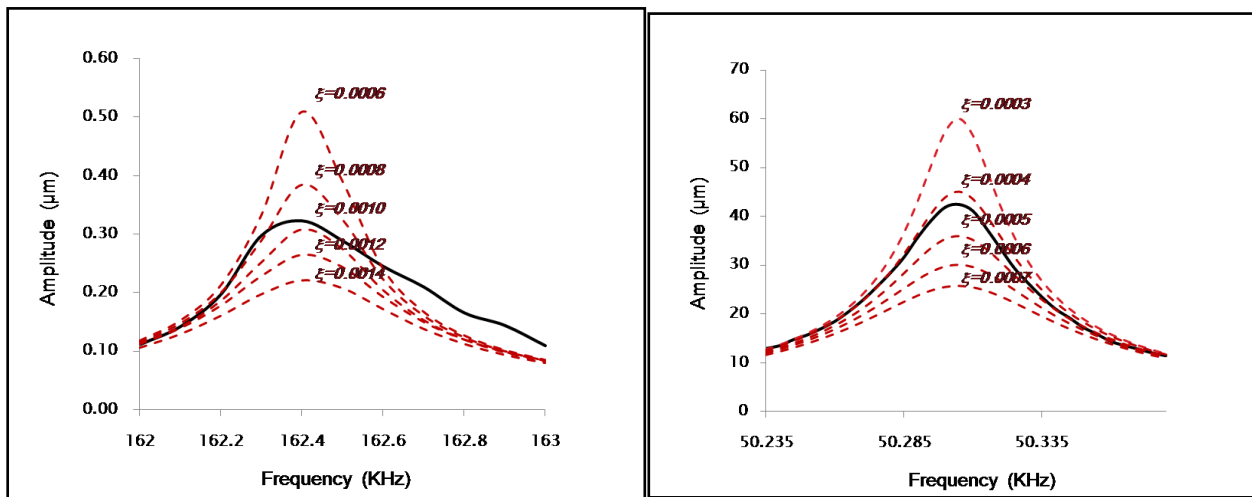 0.60
0.50
0.40
0.30
0.20
0.10
0.00
Amplitude (µm)
ξ=0.0006
ξ=0.0008
ξ=0.0010
ξ=0.0012
ξ=0.0014
162 162.2 162.4 162.6 162.8 163
Frequency (KHz)
70
60
50
40
30
20
10
0
Amplitude (µm)
ξ=0.0003
ξ=0.0004
ξ=0.0005
ξ=0.0006
ξ=0.0007
50.235 50.285 50.335
Frequency (KHz)